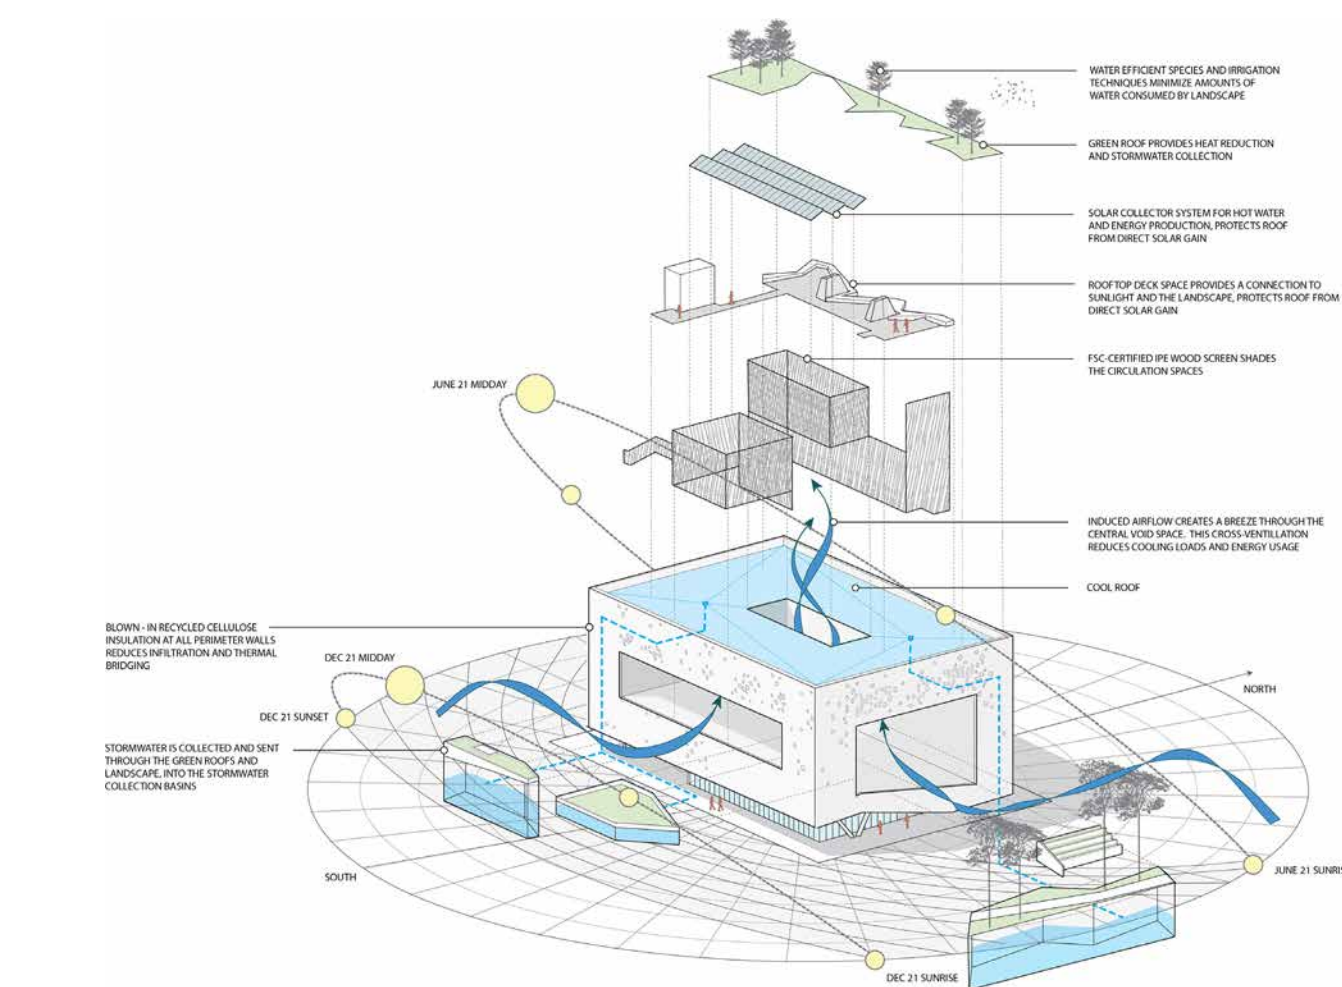 WATER EFFICIENT SPECIES AND IRRIGATION
TECHNIQUES MINIMIZE AMOUNTS OF
WATER CONSUMED BY LANDSCAPE
GREEN ROOF PROVIDES HEAT REDUCTION
AND STORMWATER COLLECTION
SOLAR COLLECTOR SYSTEM FOR HOT WATER
AND ENERGY PRODUCTION, PROTECTS ROOF
FROM DIRECT SOLAR GAIN
ROOFTOP DECK SPACE PROVIDES A CONNECTION TO
SUNLIGHT AND THE LANDSCAPE, PROTECTS ROOF FROM
DIRECT SOLAR GAIN
FSC-CERTIFIED IPE WOOD SCREEN SHADES
THE CIRCULATION SPACES
JUNE 21 MIDDAY
INDUCED AIRFLOW CREATES A BREEZE THROUGH THE
CENTRAL VOID SPACE. THIS CROSS-VENTILLATION
REDUCES COOLING LOADS AND ENERGY USAGE
COOL ROOF
BLOWN - IN RECYCLED CELLULOSE
INSULATION AT ALL PERIMETER WALLS
REDUCES INFILTRATION AND THERMAL
BRIDGING
DEC 21 MIDDAY
NORTH
DEC 21 SUNSET
STORMWATER IS COLLECTED AND SENT
THROUGH THE GREEN ROOFS AND
LANDSCAPE, INTO THE STORMWATER
COLLECTION BASINS
SOUTH
JUNE 21 SUNRIS
DEC 21 SUNRISE